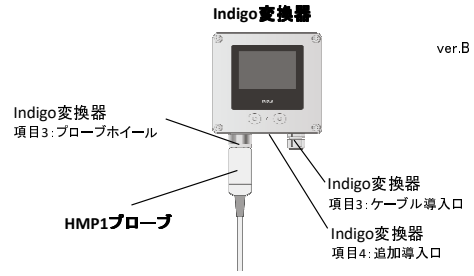 Indigo変換器
ver.B
Indigo変換器
項目3:プローブホイール
HMP1プローブ
Indigo変換器
項目3:ケーブル導入口
Indigo変換器
項目4:追加導入口